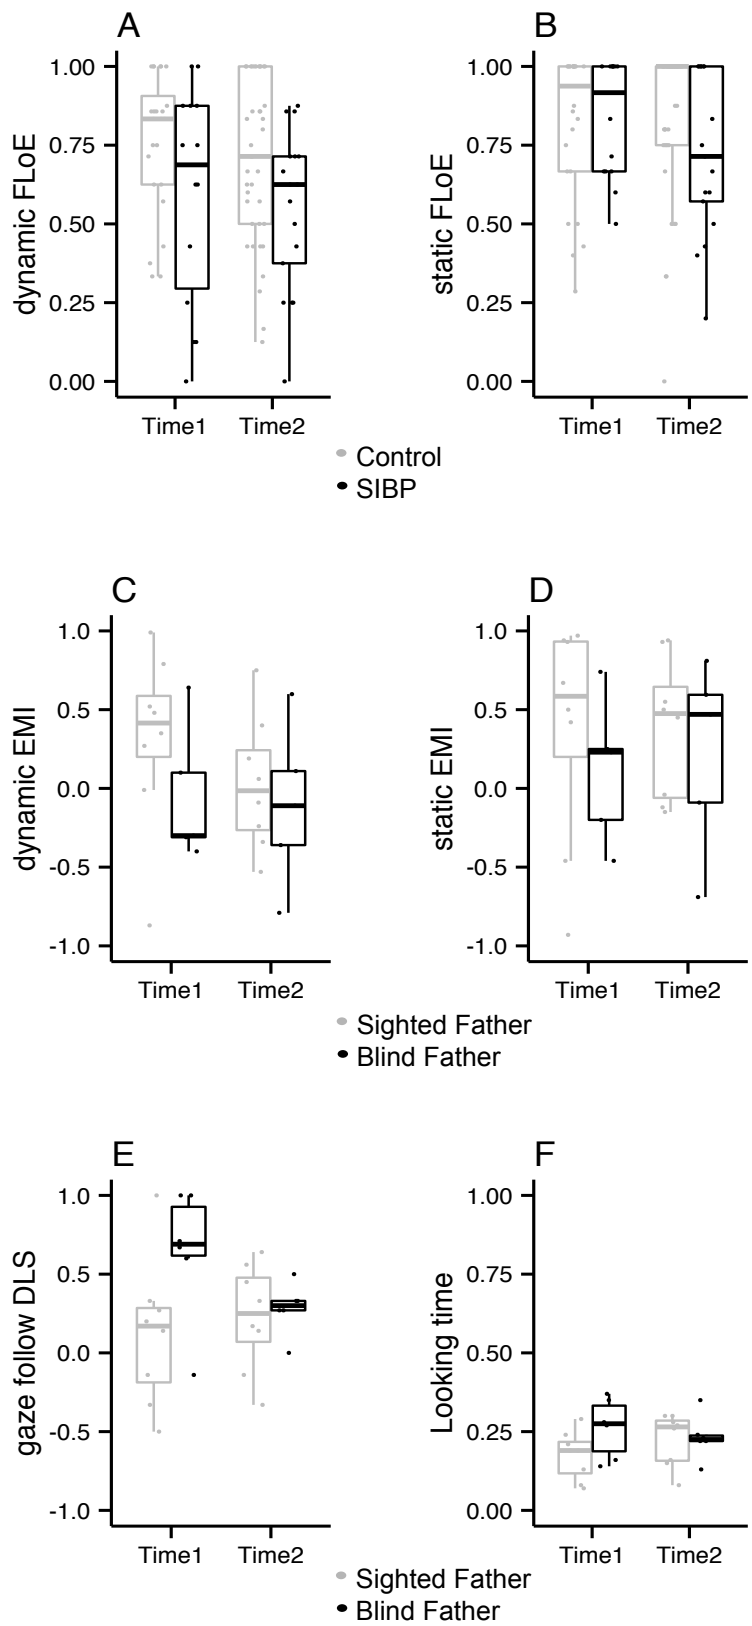 A
B
dynamic FLoE
1.00
0.75
0.50
0.25
0.00
Time1
Time2
static FLoE
1.00
0.75
0.50
0.25
0.00
Time1
Time2
Control
SIBP
C
D
dynamic EMI
1.0
0.5
0.0
-0.5
-1.0
Time1
Time2
static EMI
1.0
0.5
0.0
-0.5
-1.0
Time1
Time2
Sighted Father
Blind Father
E
F
gaze follow DLS
1.0
0.5
0.0
-0.5
-1.0
Time1
Time2
Looking time
1.00
0.75
0.50
0.25
0.00
Time1
Time2
Sighted Father
Blind Father